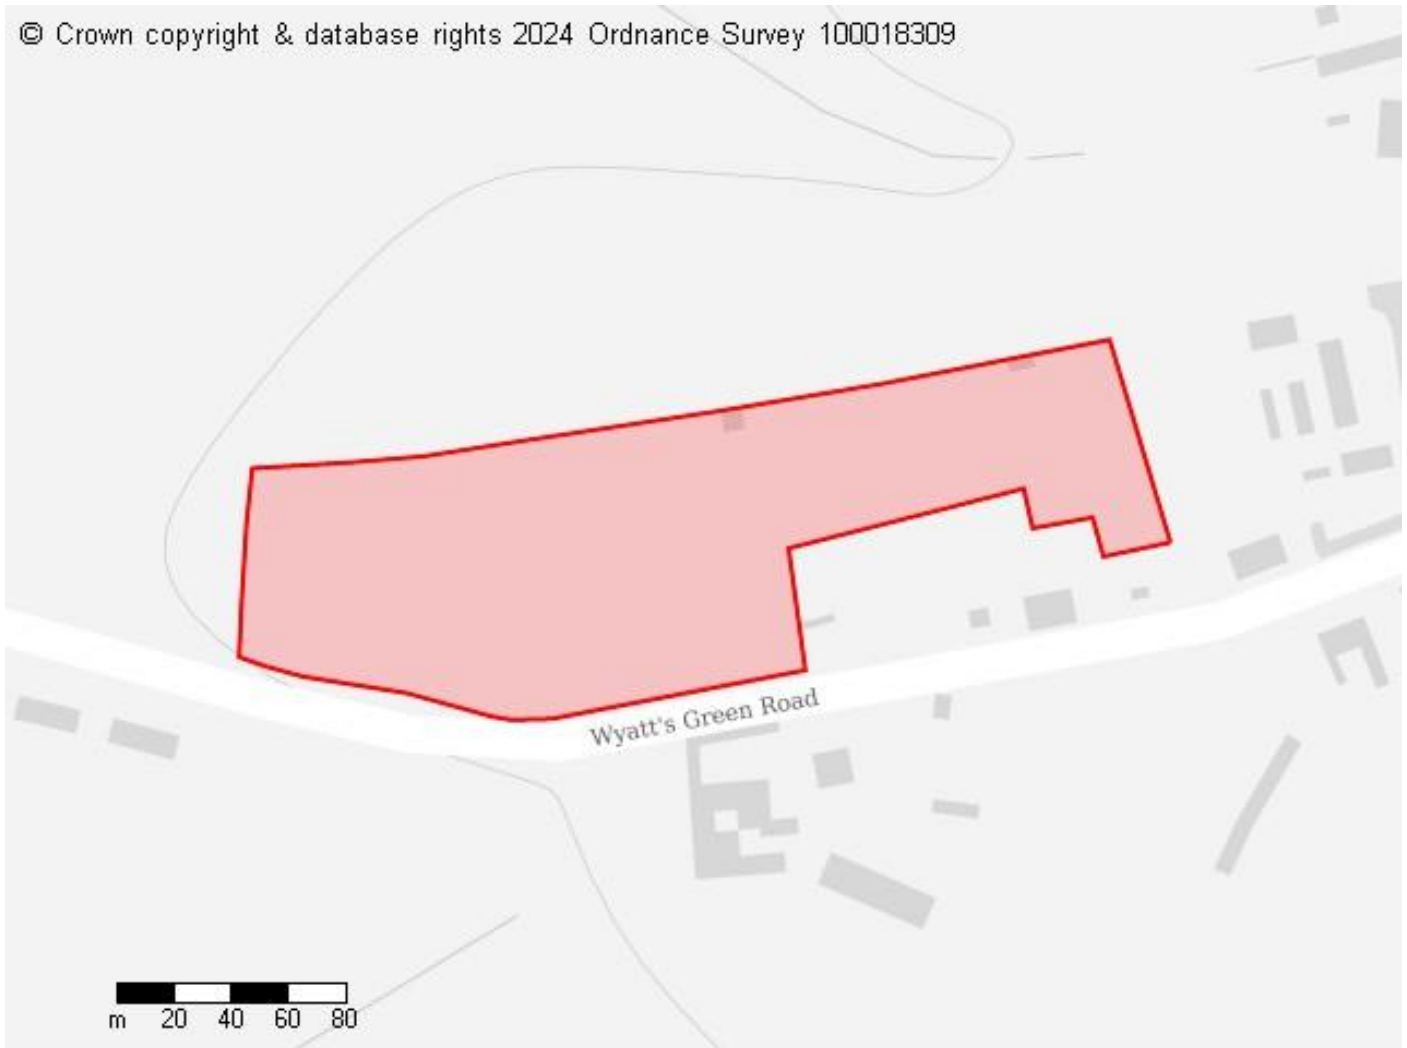 © Crown copyright & database rights 2024 Ordnance Survey 100018309
Wyatt's Green Road
m 20 40 60 80